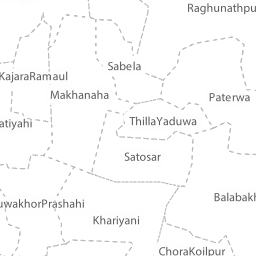 Raghunathpu
Sabela
KajaraRamaul
Makhanaha
Paterwa
atiyahi
ThillaYaduwa
Satosar
Balabakh
uwakhorPrashahi
Khariyani
ChoraKoilpur